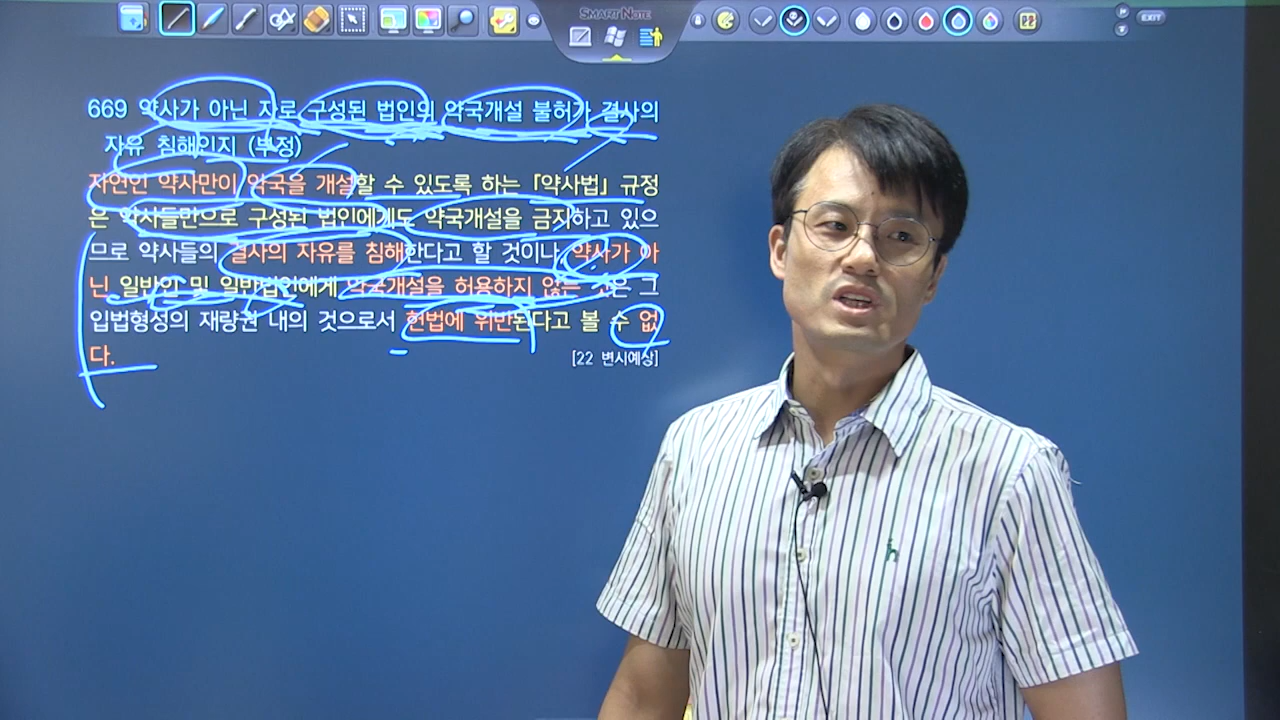 SMART NOTE
EXIT
669 약사가 아닌 자로 구성된 법인의 약국개설 불허가 결사의
자유 침해인지 (부정)
자연인 약사만이 약국을 개설할 수 있도록 하는 「약사법」 규정
은 약사들만으로 구성된 법인에게도 약국개설을 금지하고 있으
므로 약사들의 결사의 자유를 침해한다고 할 것이나, 약사가 아
닌 일반인 및 일반법인에게 약국개설을 허용하지 않는 것은 그
입법형성의 재량권 내의 것으로서 헌법에 위반된다고 볼 수 없
다.
[22 변시예상]